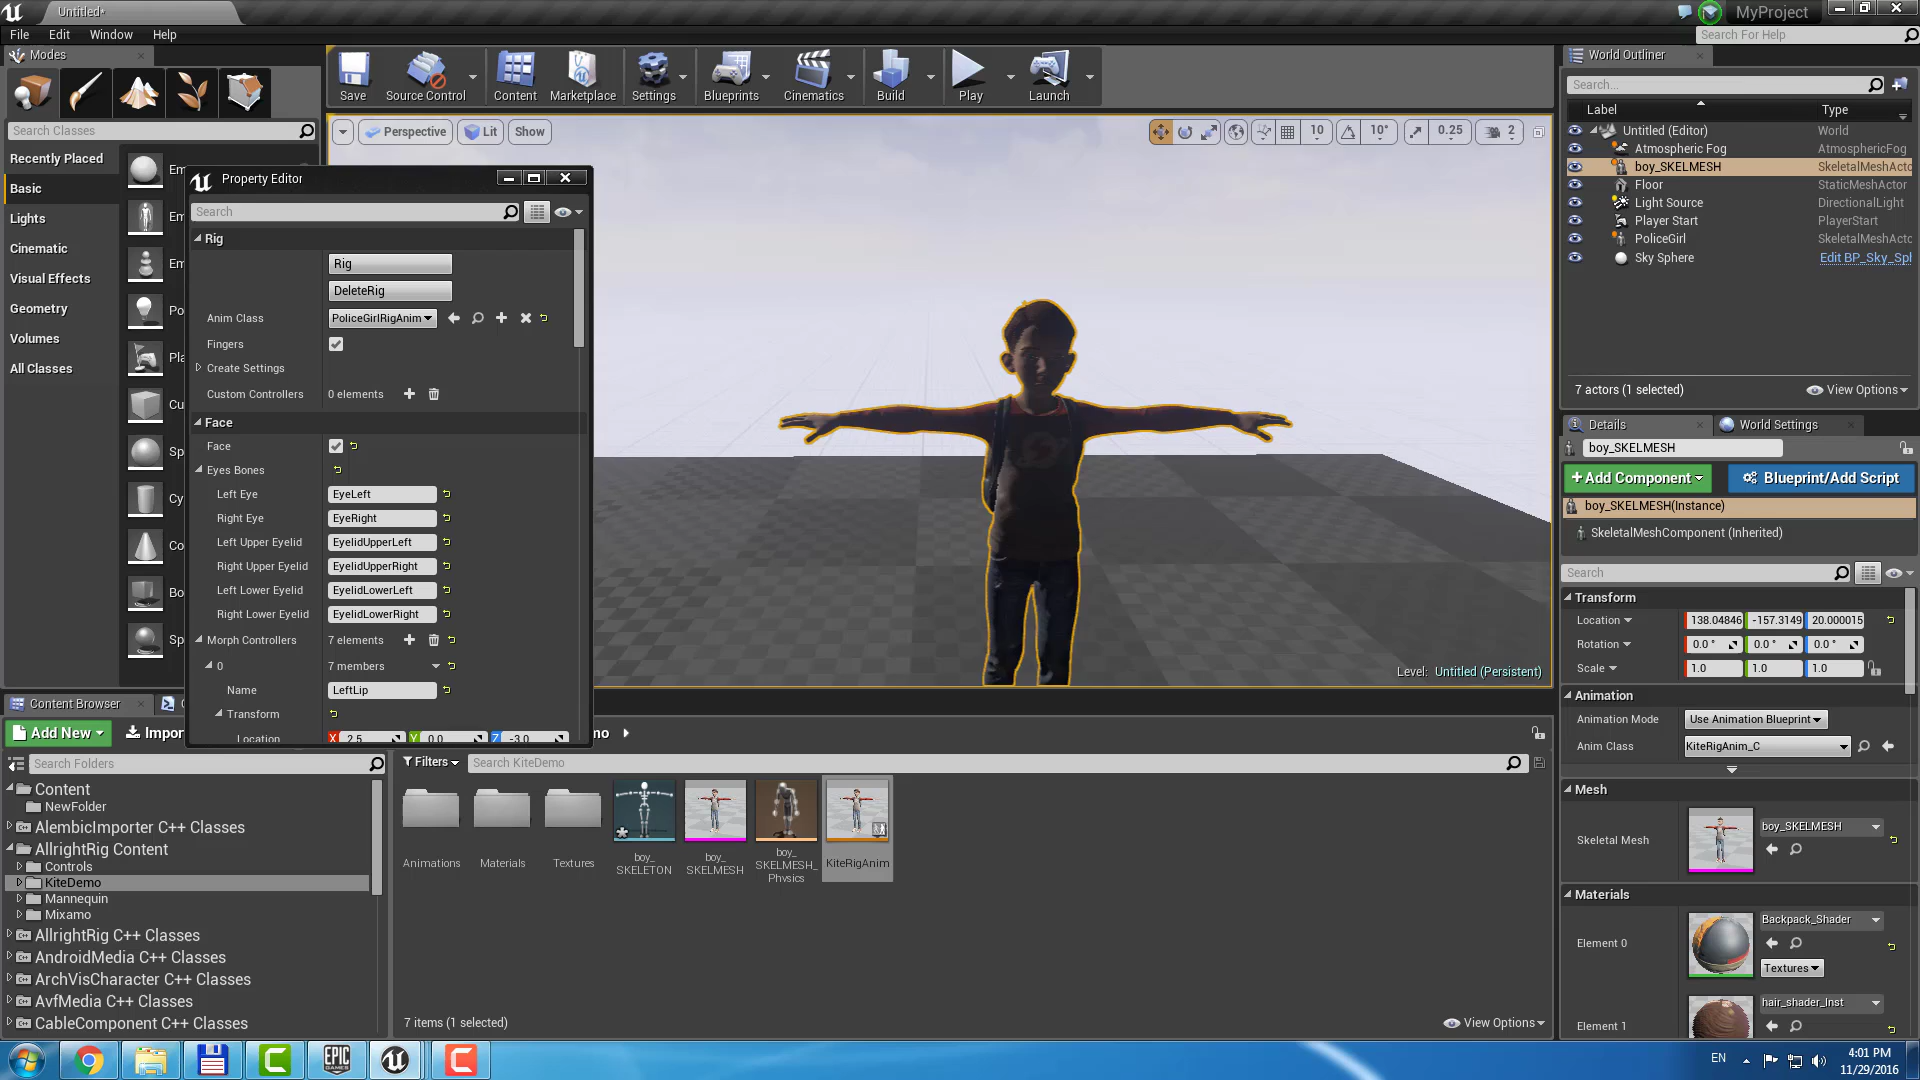 Untitled*
MyProject
File
Edit
Window
Help
Search For Help
Modes
Save
Source Control
Content
Marketplace
Settings
Blueprints
Cinematics
Build
Play
Launch
Search Classes
Recently Placed
Basic
Lights
Cinematic
Visual Effects
Geometry
Volumes
All Classes
Perspective
Lit
Show
10
10°
0.25
2
Property Editor
Search
Rig
Rig
DeleteRig
Anim Class
PoliceGirlRigAnim
Fingers
Create Settings
Custom Controllers
0 elements
Face
Face
Eyes Bones
Left Eye
EyeLeft
Right Eye
EyeRight
Left Upper Eyelid
EyelidUpperLeft
Right Upper Eyelid
EyelidUpperRight
Left Lower Eyelid
EyelidLowerLeft
Right Lower Eyelid
EyelidLowerRight
Morph Controllers
7 elements
0
7 members
Name
LeftLip
Transform
Location
X 2.5
Y 0.0
Z -3.0
Level: Untitled (Persistent)
World Outliner
Search...
Label
Type
Untitled (Editor)
World
Atmospheric Fog
AtmosphericFog
boy_SKELMESH
SkeletalMeshActo
Floor
StaticMeshActor
Light Source
DirectionalLight
Player Start
PlayerStart
PoliceGirl
SkeletalMeshActo
Sky Sphere
Edit BP_Sky_Spl
7 actors (1 selected)
View Options
Details
World Settings
boy_SKELMESH
Add Component
Blueprint/Add Script
boy_SKELMESH(Instance)
SkeletalMeshComponent (Inherited)
Search
Transform
Location
138.04846
-157.3149
20.000015
Rotation
0.0 °
0.0 °
0.0 °
Scale
1.0
1.0
1.0
Animation
Animation Mode
Use Animation Blueprint
Anim Class
KiteRigAnim_C
Mesh
Skeletal Mesh
boy_SKELMESH
Materials
Element 0
Backpack_Shader
Textures
Element 1
hair_shader_Inst
Content Browser
Add New
Impor
mo
Search Folders
Filters
Search KiteDemo
Content
NewFolder
AlembicImporter C++ Classes
AllrightRig Content
Controls
KiteDemo
Mannequin
Mixamo
AllrightRig C++ Classes
AndroidMedia C++ Classes
ArchVisCharacter C++ Classes
AvfMedia C++ Classes
CableComponent C++ Classes
Animations
Materials
Textures
boy_
SKELETON
boy_
SKELMESH
boy_
SKELMESH_
Physics
KiteRigAnim
7 items (1 selected)
View Options
EPIC
GAMES
EN
4:01 PM
11/29/2016